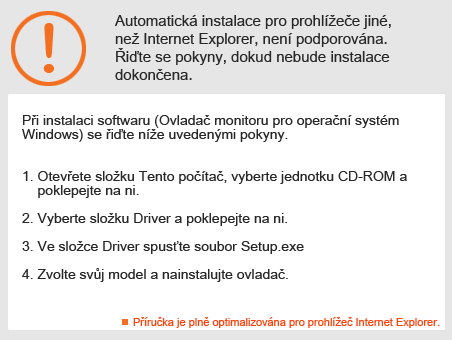 Automatická instalace pro prohlížeče jiné,
než Internet Explorer, není podporována.
Řiďte se pokyny, dokud nebude instalace
dokončena.
Při instalaci softwaru (Ovladač monitoru pro operační systém
Windows) se řiďte níže uvedenými pokyny.
1. Otevřete složku Tento počítač, vyberte jednotku CD-ROM a
poklepejte na ni.
2. Vyberte složku Driver a poklepejte na ni.
3. Ve složce Driver spusťte soubor Setup.exe
4. Zvolte svůj model a nainstalujte ovladač.
Příručka je plně optimalizována pro prohlížeč Internet Explorer.